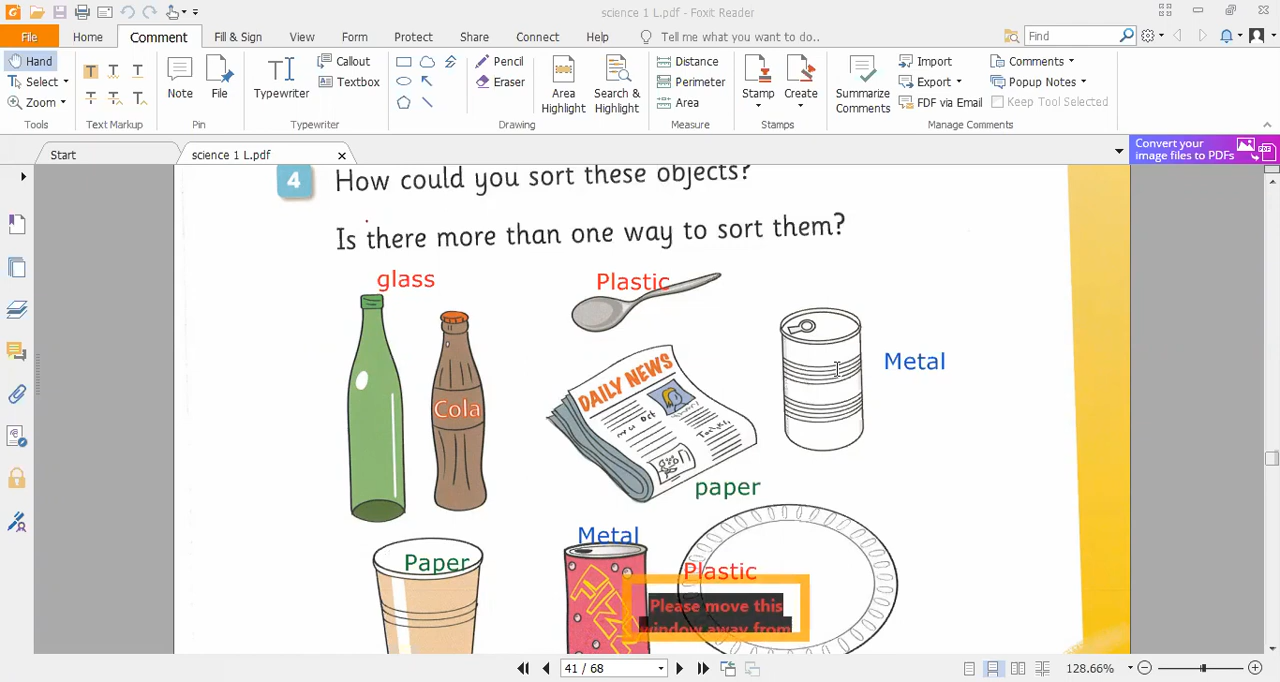 science 1 L.pdf - Foxit Reader
File
Home
Comment
Fill & Sign
View
Form
Protect
Share
Connect
Help
Tell me what you want to do..
Find
Hand
Select
Zoom
Tools
T T T
T T T
Text Markup
Note
File
Pin
Typewriter
Callout
Textbox
Typewriter
Pencil
Eraser
Drawing
Area
Highlight
Search &
Highlight
Distance
Perimeter
Area
Measure
Stamp
Create
Stamps
Summarize
Comments
Import
Export
FDF via Email
Comments
Popup Notes
Keep Tool Selected
Manage Comments
Start
science 1 L.pdf
Convert your
image files to PDFs
4 How could you sort these objects?
Is there more than one way to sort them?
glass
Plastic
DAILY NEWS
Metal
Cola
paper
Metal
Paper
Plastic
FIZZ
Please move this
window away from
41 / 68
128.66%